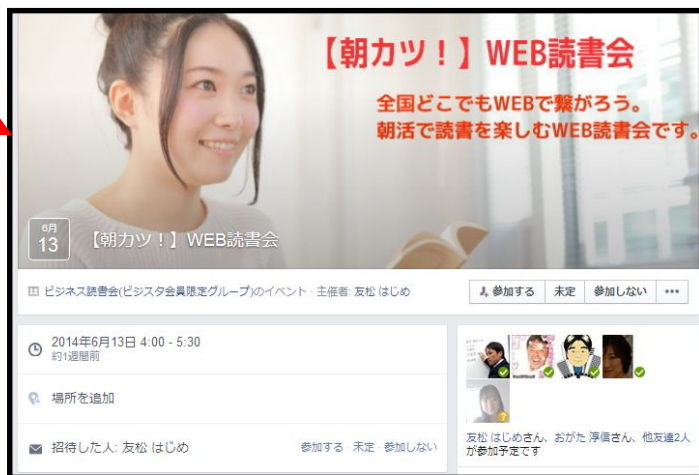 【朝カツ！】WEB読書会
全国どこでもWEBで繋がろう。
朝活で読書を楽しむWEB読書会です。
6月
13
【朝カツ！】WEB読書会
ビジネス読書会(ビジスタ会員限定グループ)のイベント · 主催者: 友松 はじめ
参加する 未定 参加しない •••
2014年6月13日 4:00 - 5:30
約1週間前
場所を追加
招待した人: 友松 はじめ 参加する · 未定 · 参加しない
友松 はじめさん、おがた 淳信さん、他友達2人
が参加予定です